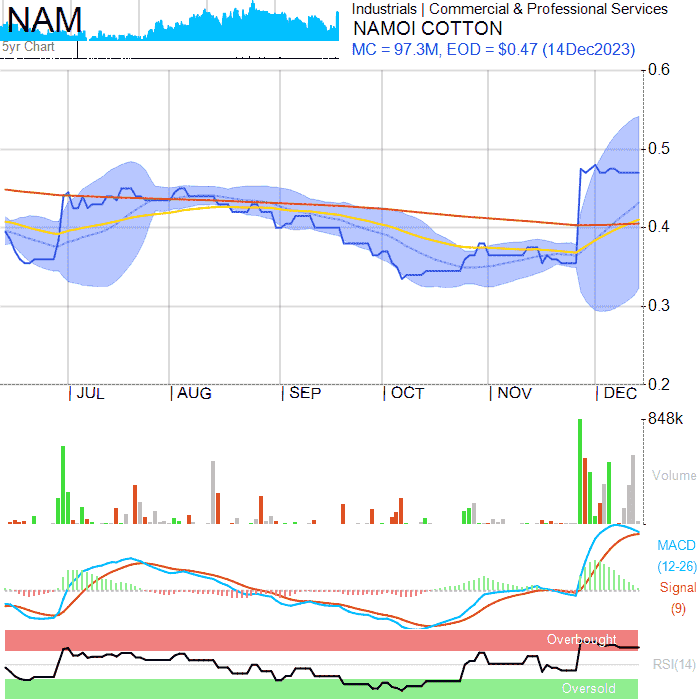 NAM
5yr Chart
Industrials | Commercial & Professional Services
NAMOI COTTON
MC = 97.3M, EOD = $0.47 (14Dec2023)
0.6
0.5
0.4
0.3
0.2
JUL
AUG
SEP
OCT
NOV
DEC
848k
Volume
MACD
(12-26)
Signal
(9)
Overbought
RSI(14)
Oversold